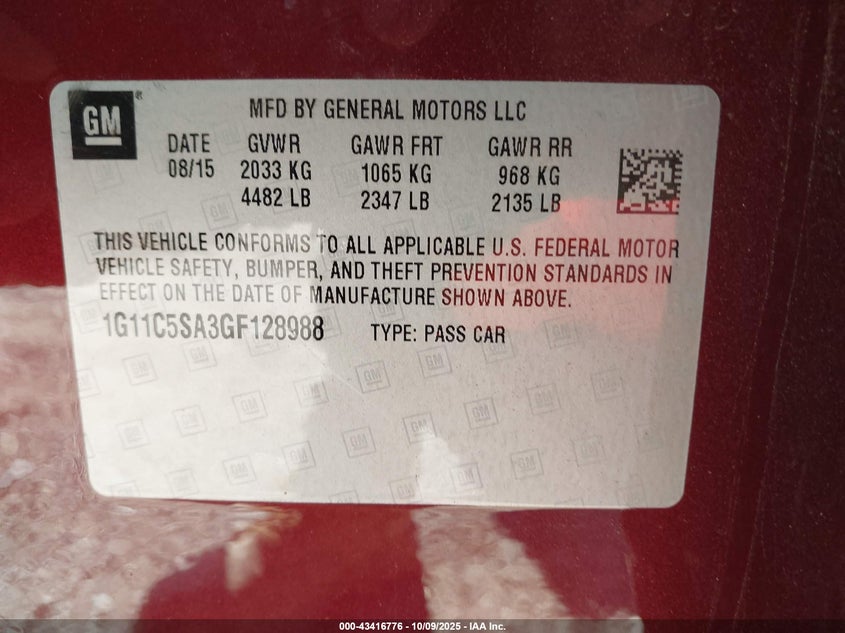 GM
MFD BY GENERAL MOTORS LLC
DATE GVWR GAWR FRT GAWR RR
08/15 2033 KG 1065 KG 968 KG
4482 LB 2347 LB 2135 LB
THIS VEHICLE CONFORMS TO ALL APPLICABLE U.S. FEDERAL MOTOR
VEHICLE SAFETY, BUMPER, AND THEFT PREVENTION STANDARDS IN
EFFECT ON THE DATE OF MANUFACTURE SHOWN ABOVE.
1G11C5SA3GF128988 TYPE: PASS CAR
000-43416776 - 10/09/2025 - IAA Inc.